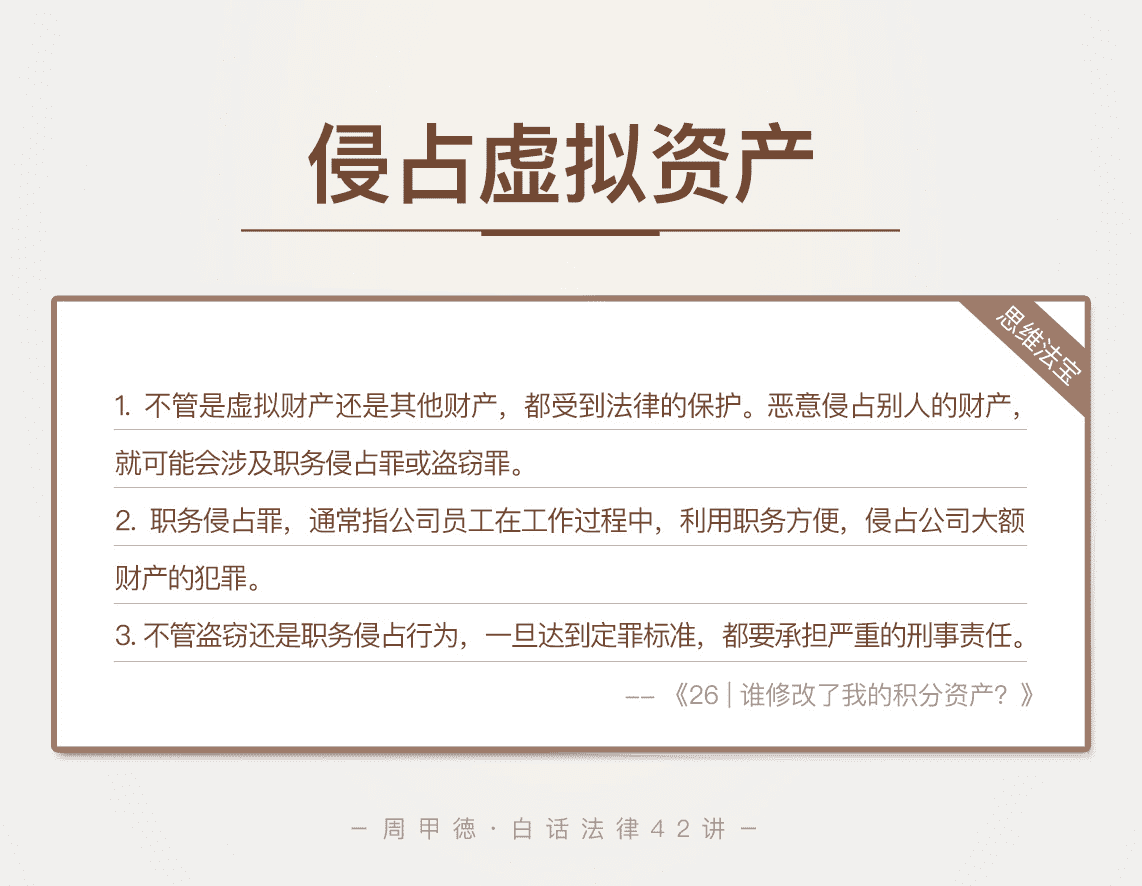 侵占虚拟资产
思维法宝
1. 不管是虚拟财产还是其他财产，都受到法律的保护。恶意侵占别人的财产，
就可能会涉及职务侵占罪或盗窃罪。
2. 职务侵占罪，通常指公司员工在工作过程中，利用职务方便，侵占公司大额
财产的犯罪。
3. 不管盗窃还是职务侵占行为，一旦达到定罪标准，都要承担严重的刑事责任。
—— 《26 | 谁修改了我的积分资产？》
— 周甲徳·白话法律42讲 —